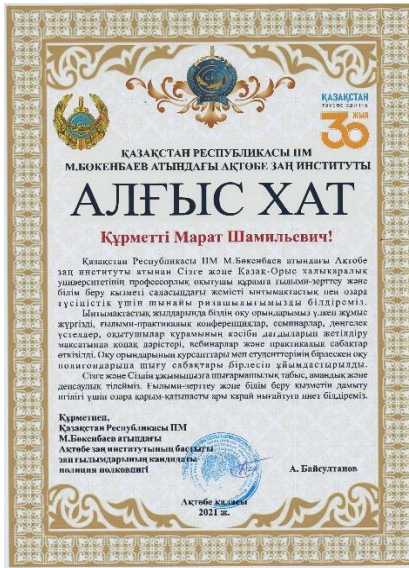 ҚАЗАҚСТАН
ТӘУЕЛСІЗДІГІНЕ
30 ЖЫЛ
ҚАЗАҚСТАН РЕСПУБЛИКАСЫ ІІМ
М.БӨКЕНБАЕВ АТЫНДАҒЫ АҚТӨБЕ ЗАҢ ИНСТИТУТЫ
АЛҒЫС ХАТ
Құрметті Марат Шамильевич!
Қазақстан Республикасы ІІМ М.Бөкенбаев атындағы Ақтөбе
заң институты атынан Сізге және Қазақ-Орыс халықаралық
университетінің профессорлық оқытушы құрамға ғылыми-зерттеу және
білім беру қызметі саласындағы жемісті ынтымақтастық пен өзара
түсіністік үшін шынайы ризашылығымызды білдіреміз.
Ынтымақтастық жылдарында біздің оқу орындарымыз үлкен жұмыс
жүргізді, ғылыми-практикалық конференциялар, семинарлар, дөңгелек
үстелдер, оқытушылар құрамының кәсіби дағдыларын жетілдіру
мақсатында қонақ дәрістері, вебинарлар және практикалық сабақтар
өткізілді. Оқу орындарының курсанттары мен студенттерінің бірлескен оқу
полигондарына шығу сабақтары бірлесіп ұйымдастырылды.
Сізге және Сіздің ұжымыңызға шығармашылық табыс, амандық және
денсаулық тілейміз. Ғылыми-зерттеу және білім беру қызметін дамыту
игілігі үшін өзара қарым-қатынасты ары қарай нығайтуға ниет білдіреміз.
Құрметпен,
Қазақстан Республикасы ІІМ
М.Бөкенбаев атындағы
Ақтөбе заң институтының бастығы
заң ғылымдарының кандидаты
полиция полковнигі
А. Байсултанов
Ақтөбе қаласы
2021 ж.